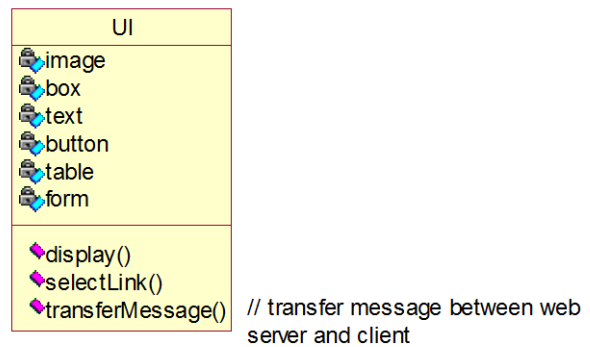 UI
image
box
text
button
table
form
display()
selectLink()
transferMessage()
// transfer message between web
server and client